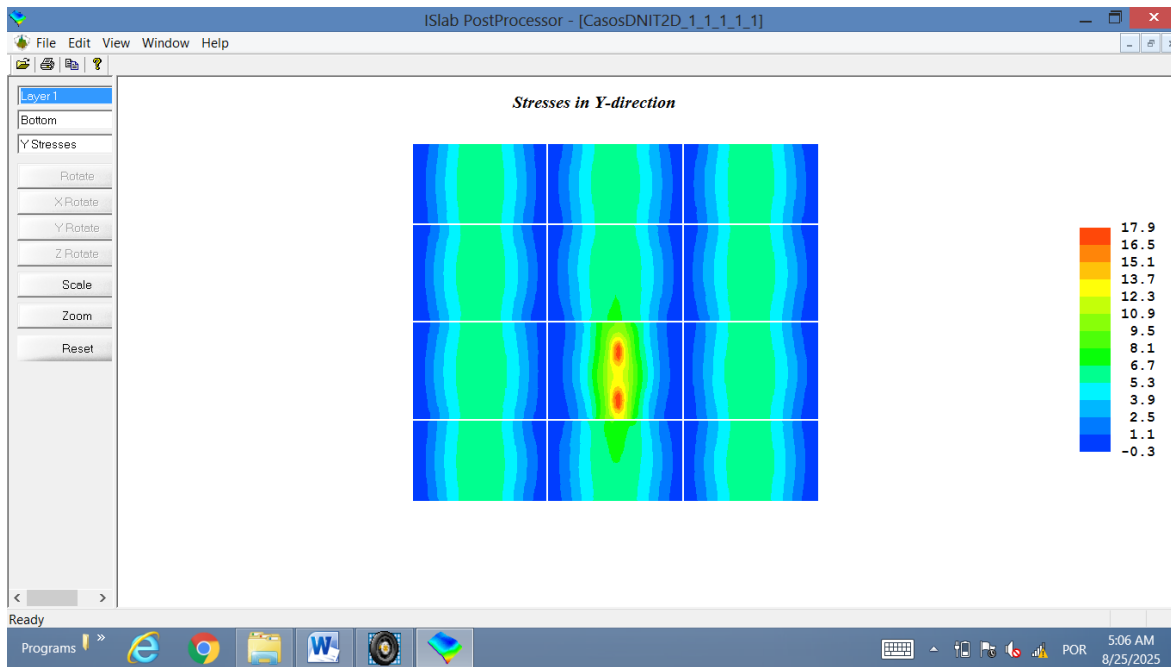 ISlab PostProcessor - [CasosDNIT2D_1_1_1_1_1]
File Edit View Window Help
Layer 1
Bottom
Y Stresses
Rotate
X Rotate
Y Rotate
Z Rotate
Scale
Zoom
Reset
Stresses in Y-direction
17.9
16.5
15.1
13.7
12.3
10.9
9.5
8.1
6.7
5.3
3.9
2.5
1.1
-0.3
Ready
Programs
POR
5:06 AM
8/25/2025